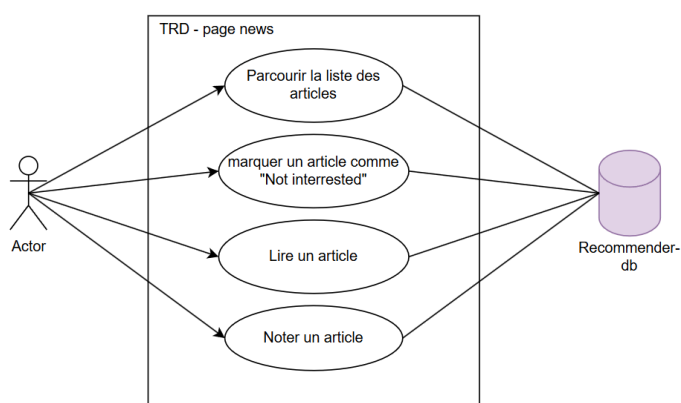 TRD - page news
Parcourir la liste des
articles
marquer un article comme
"Not interrested"
Lire un article
Noter un article
Actor
Recommender-
db